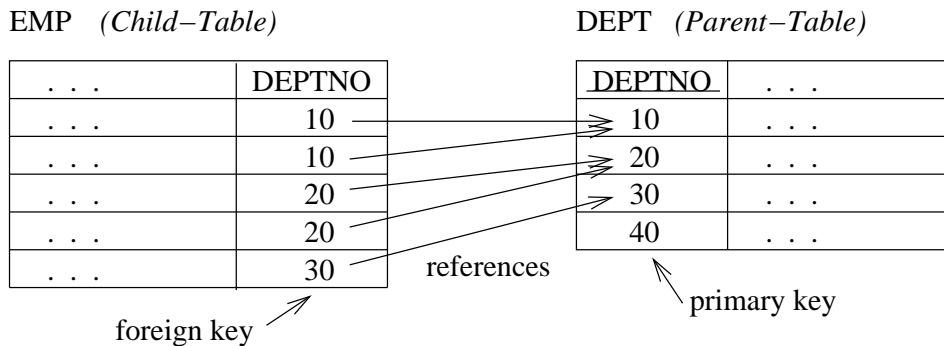 EMP (Child−Table) DEPT (Parent−Table)
. . . DEPTNO DEPTNO . . .
. . . 10 10 . . .
. . . 10 20 . . .
. . . 20 30 . . .
. . . 20 40 . . .
. . . 30
references
foreign key primary key